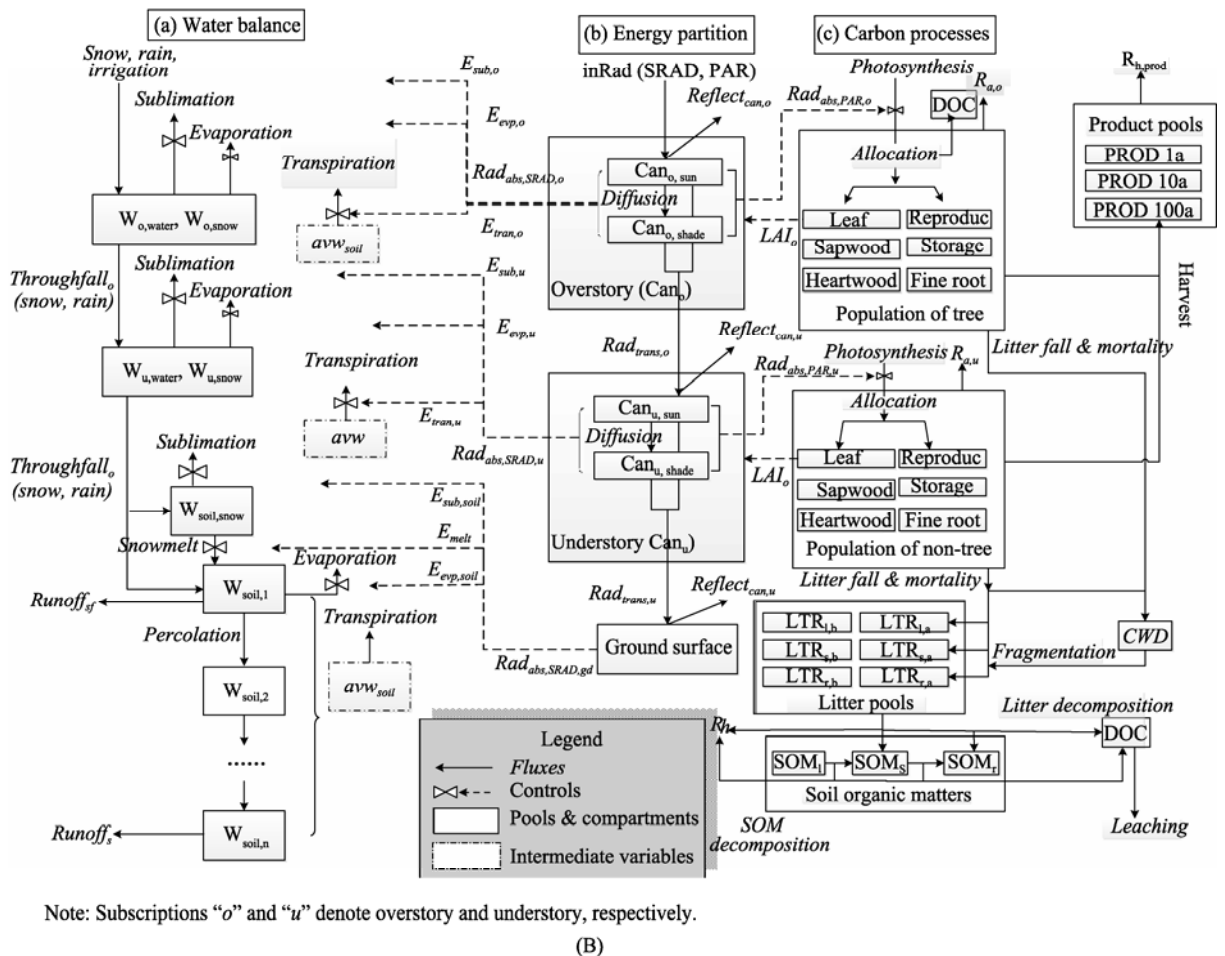 (a) Water balance
Snow, rain,
irrigation
Sublimation
Evaporation
Transpiration
W_o,water, W_o,snow
avw_soil
Throughfall_o
(snow, rain)
Sublimation
Evaporation
Transpiration
W_u,water, W_u,snow
avw
Sublimation
Throughfall_o
(snow, rain)
W_soil,snow
Snowmelt
Evaporation
W_soil,1
Runoff_sf
Percolation
Transpiration
W_soil,2
avw_soil
......
Runoff_s
W_soil,n
E_sub,o
E_evp,o
Rad_abs,SRAD,o
E_tran,o
E_sub,u
E_evp,u
E_tran,u
Rad_abs,SRAD,u
E_sub,soil
E_melt
E_evp,soil
Rad_abs,SRAD,gd
(b) Energy partition
inRad (SRAD, PAR)
Reflect_can,o
Can_o, sun
Diffusion
Can_o, shade
Overstory (Can_o)
Rad_trans,o
Reflect_can,u
Can_u, sun
Diffusion
Can_u, shade
Understory Can_u)
Rad_trans,u
Reflect_can,u
Ground surface
Rad_abs,PAR,o
LAI_o
Rad_abs,PAR,u
LAI_o
(c) Carbon processes
Photosynthesis
R_a,o
DOC
Allocation
Leaf
Reproduc
Sapwood
Storage
Heartwood
Fine root
Population of tree
Litter fall & mortality
Photosynthesis
R_a,u
Allocation
Leaf
Reproduc
Sapwood
Storage
Heartwood
Fine root
Population of non-tree
Litter fall & mortality
R_h,prod
Product pools
PROD 1a
PROD 10a
PROD 100a
Harvest
LTR_l,b
LTR_l,a
LTR_s,b
LTR_s,a
LTR_r,b
LTR_r,a
Litter pools
CWD
Fragmentation
Litter decomposition
Rh
DOC
SOM_l
SOM_S
SOM_r
Soil organic matters
SOM
decomposition
Leaching
Legend
Fluxes
Controls
Pools & compartments
Intermediate variables
Note: Subscriptions “o” and “u” denote overstory and understory, respectively.
(B)